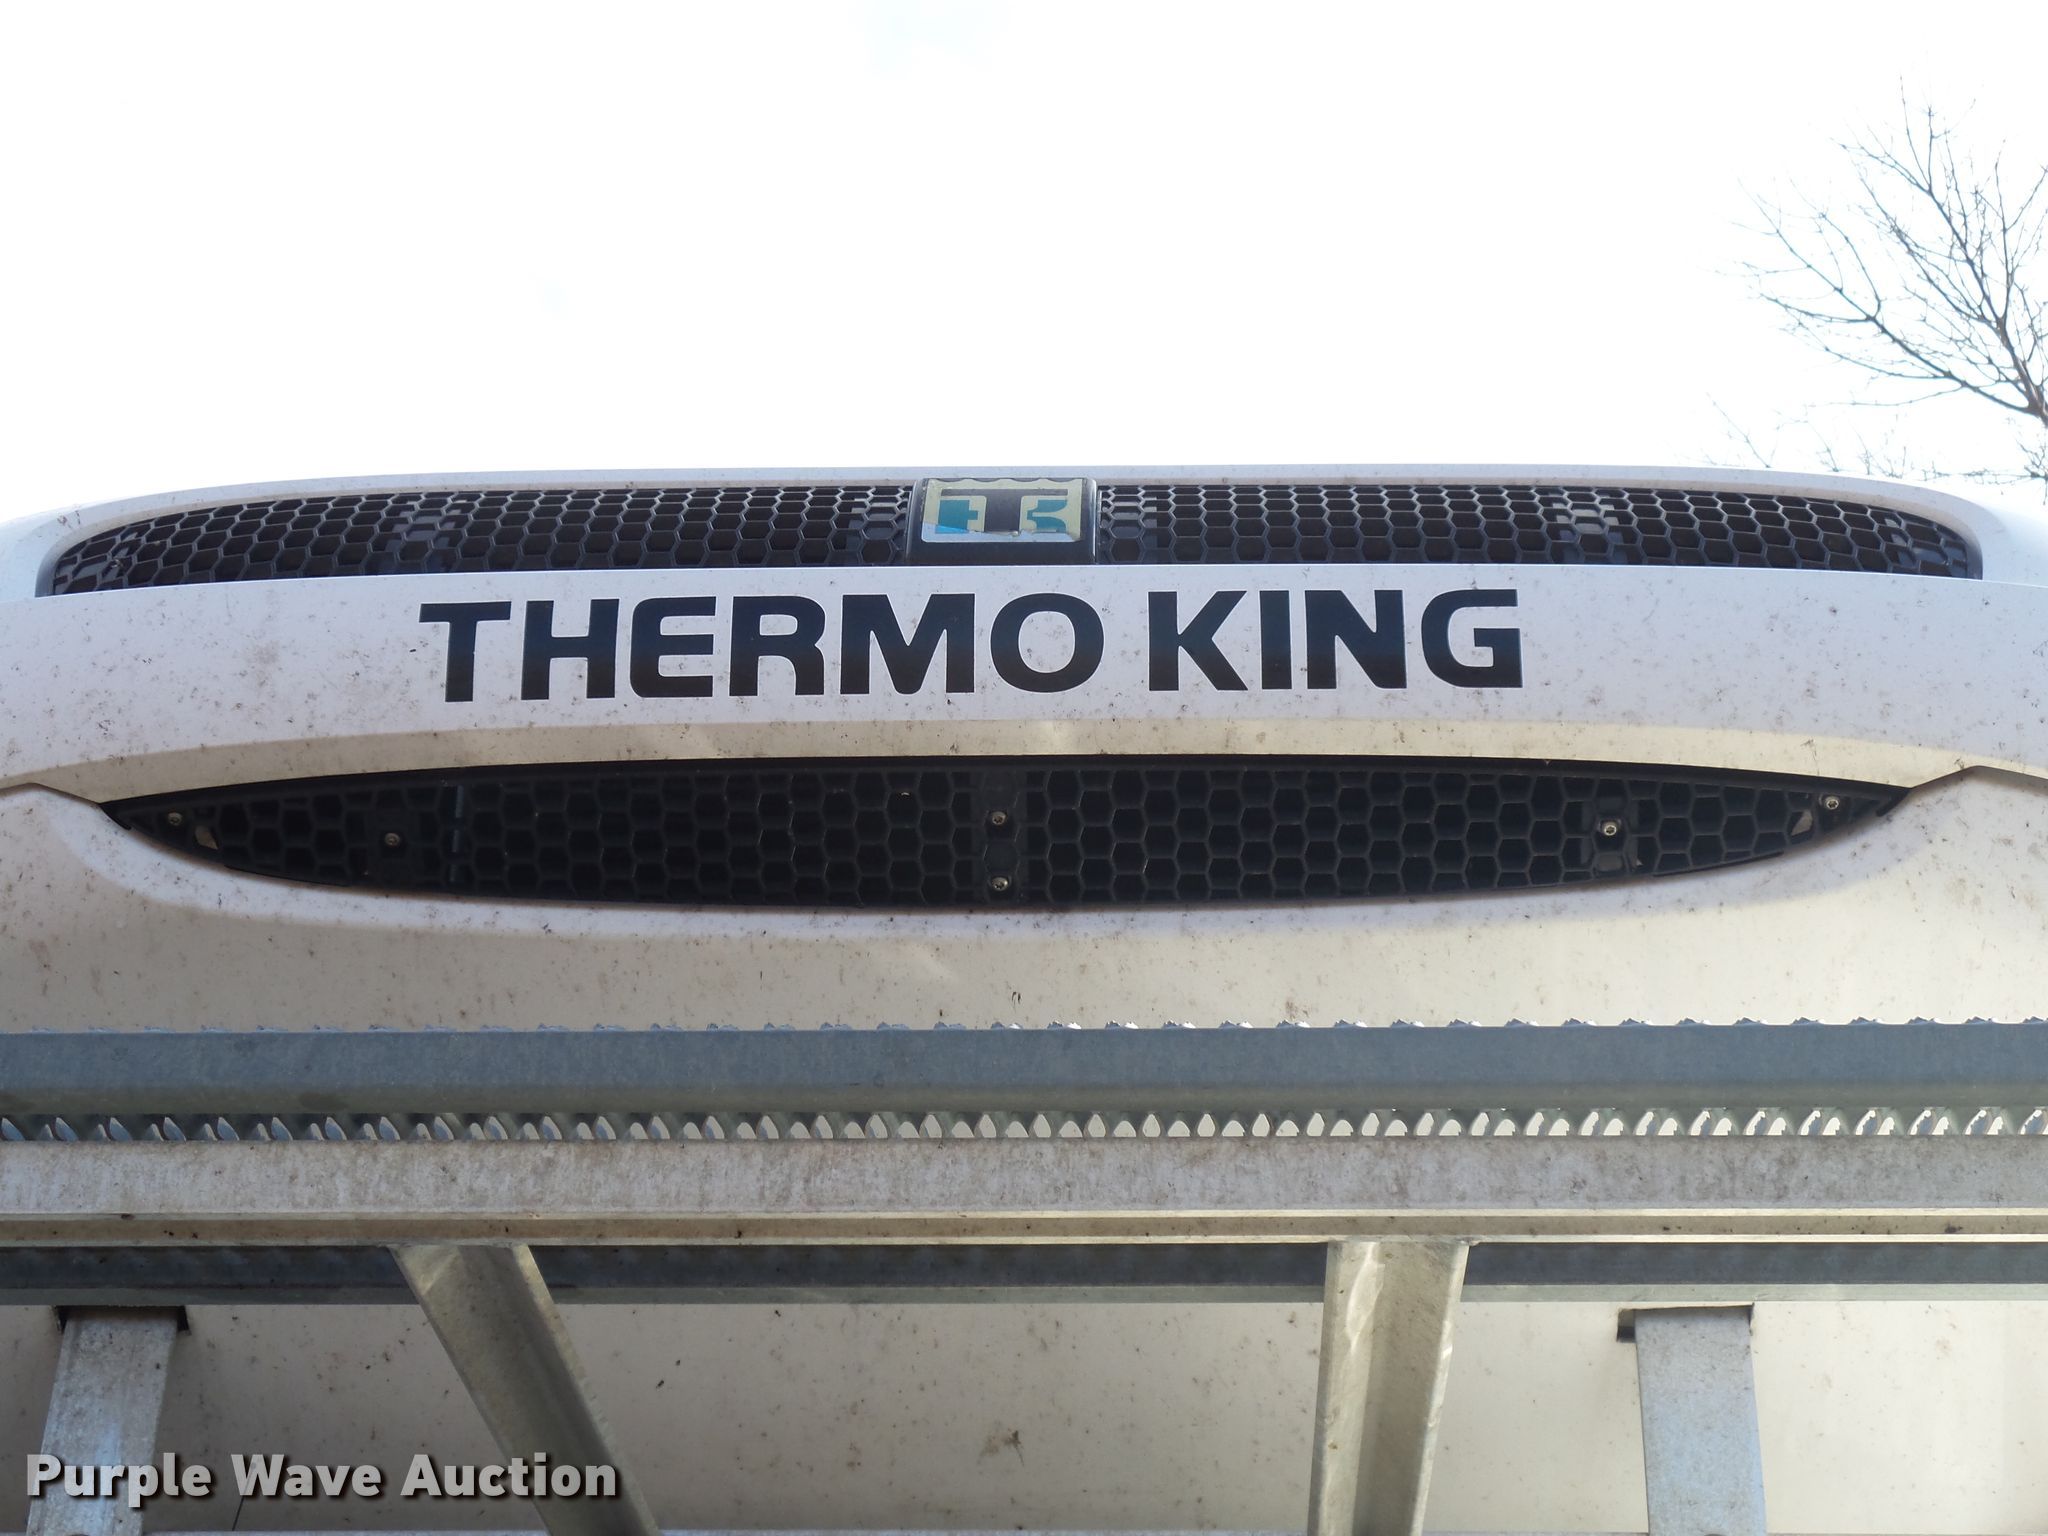 THERMO KING
Purple Wave Auction